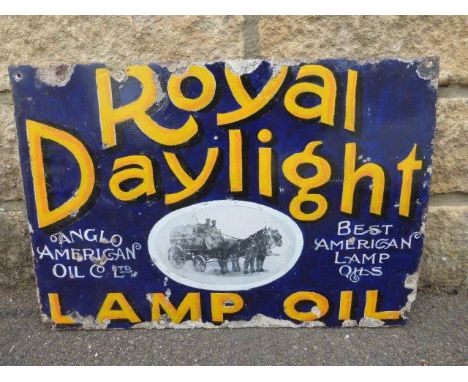 Royal
Daylight
ANGLO
AMERICAN
OIL Co. LTD.
BEST
AMERICAN
LAMP
OILS
LAMP OIL